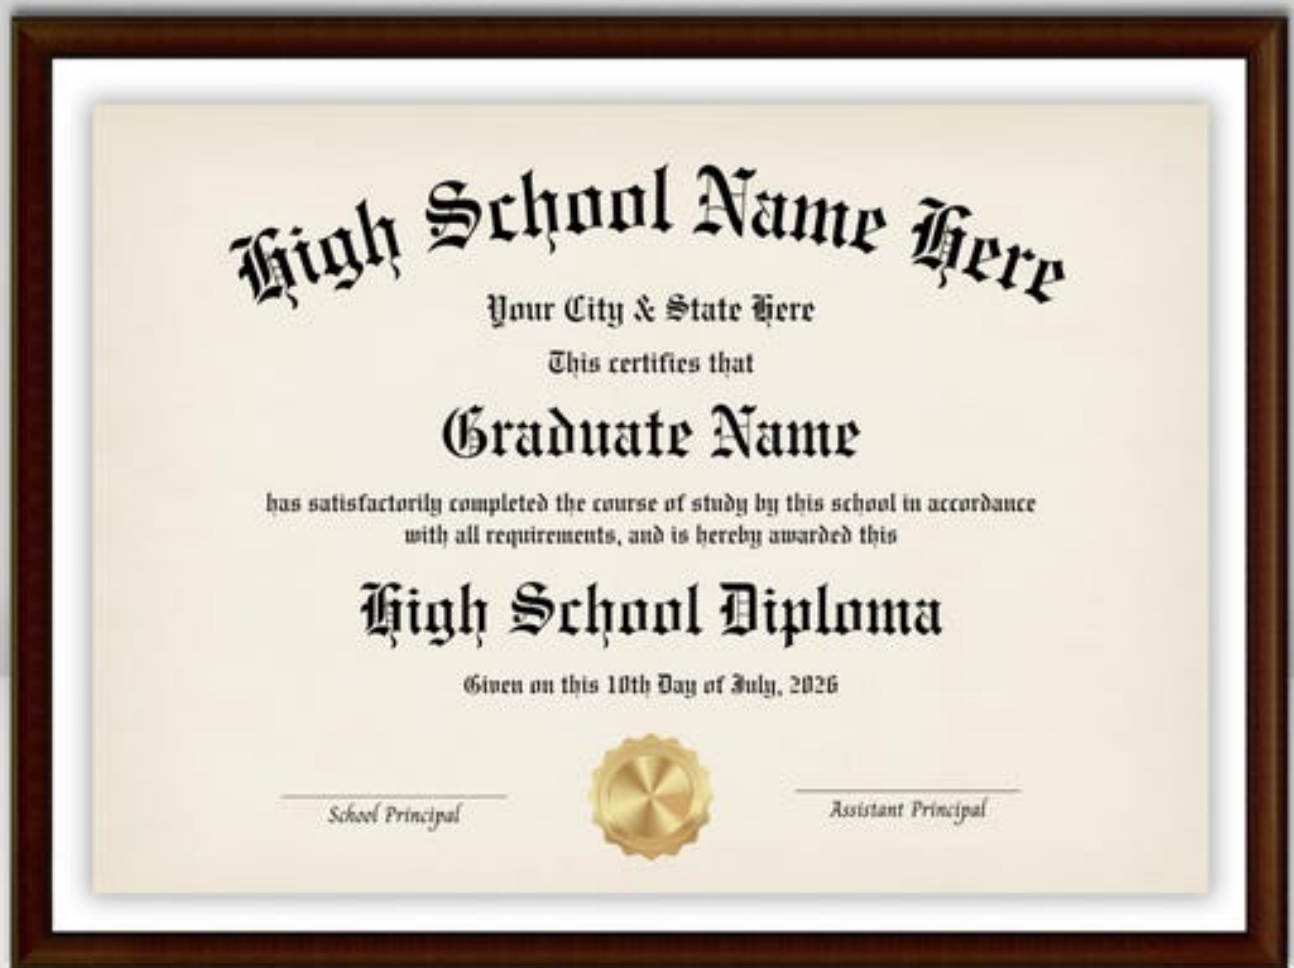 High School Name Here
Your City & State Here
This certifies that
Graduate Name
has satisfactorily completed the course of study by this school in accordance
with all requirements, and is hereby awarded this
High School Diploma
Given on this 10th Day of July, 2026
School Principal
Assistant Principal